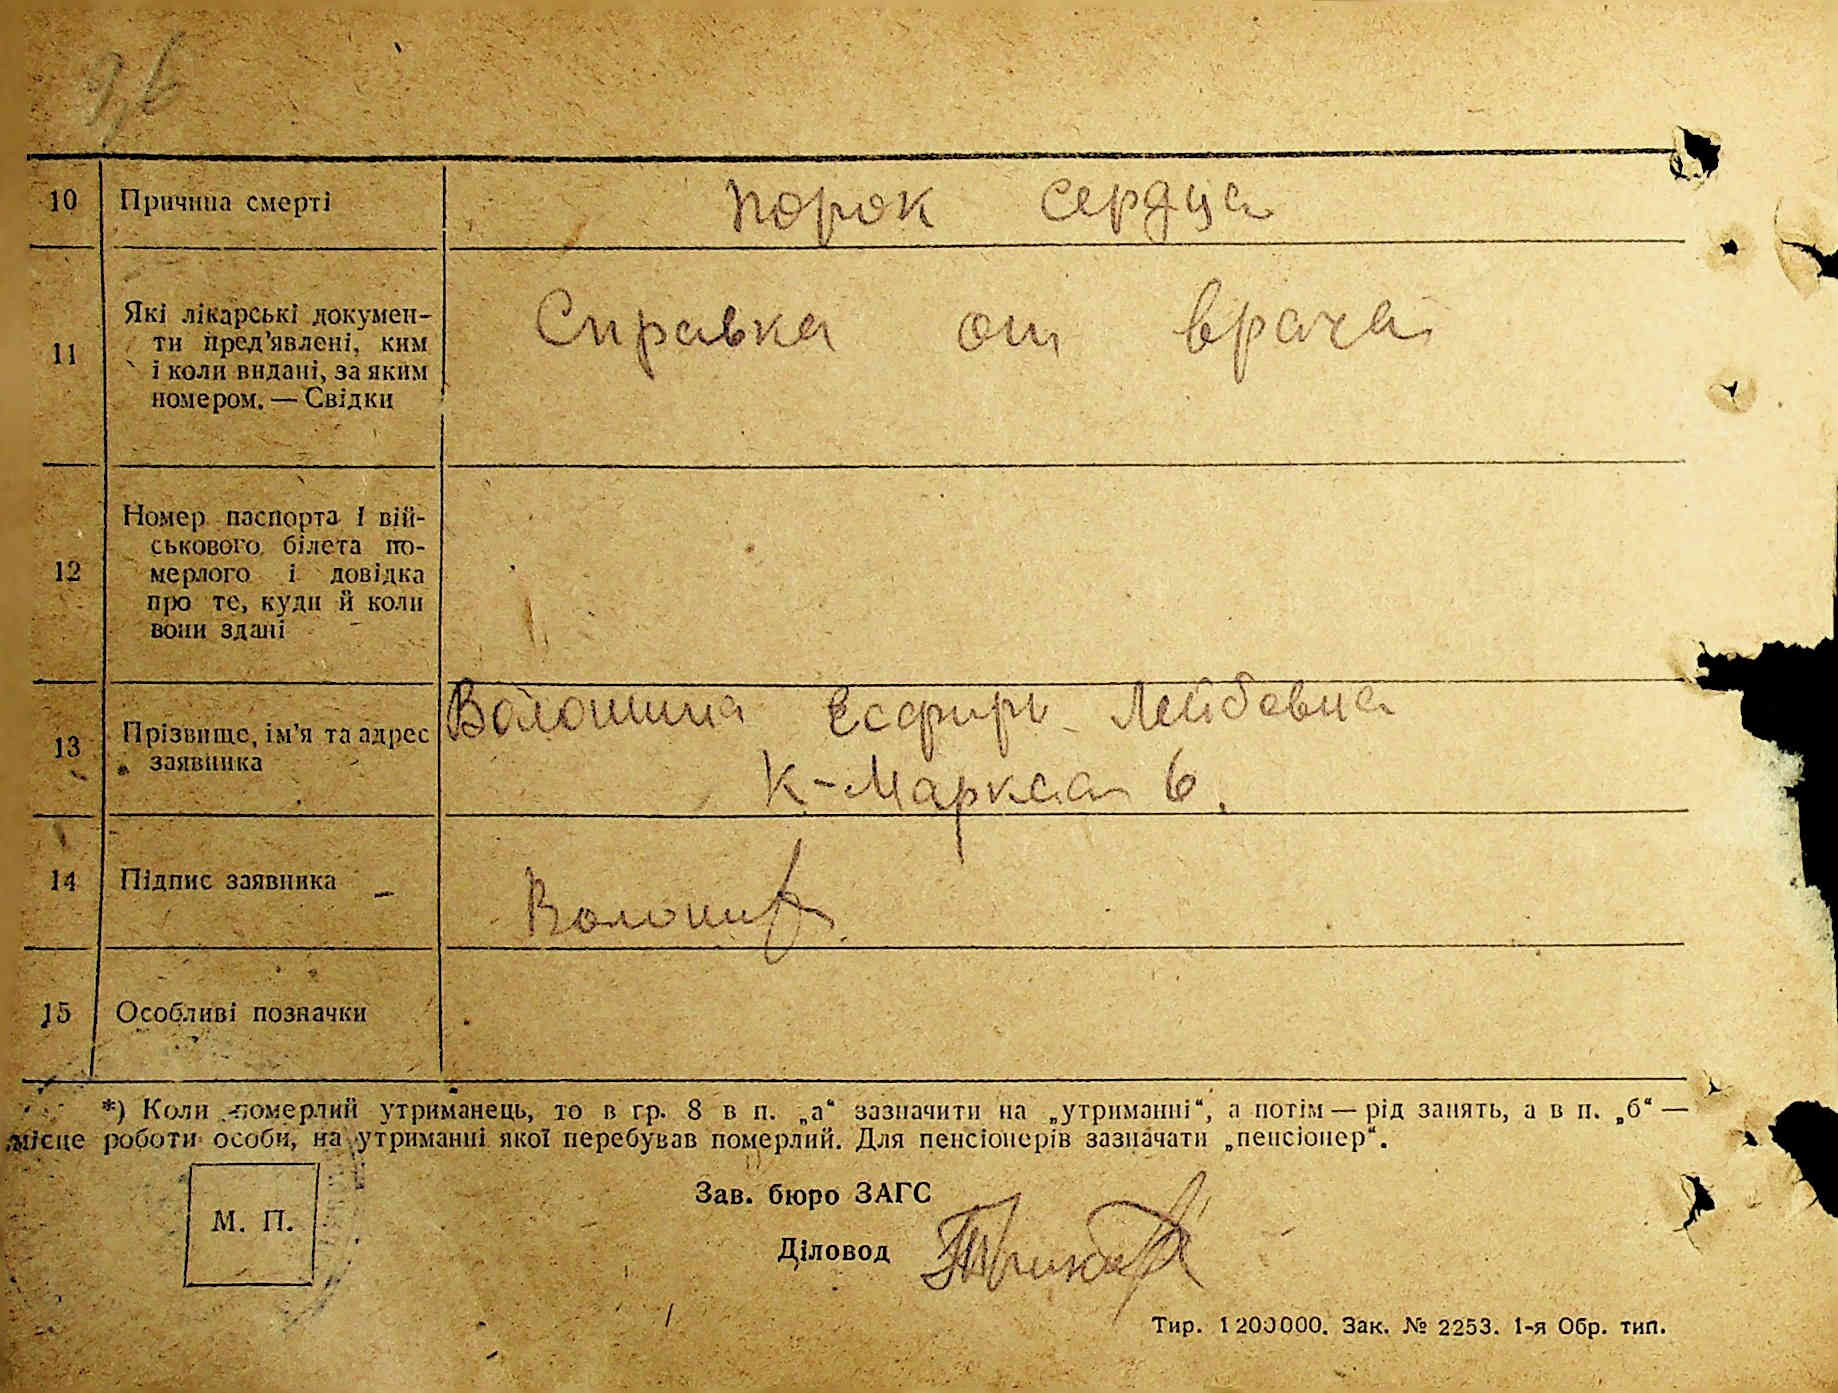 10 Причина смерті порок сердца
11 Які лікарські докумен-
ти пред'явлені, ким
і коли видані, за яким
номером. — Свідки
Справка от врача
12 Номер паспорта і вій-
ськового білета по-
мерлого і довідка
про те, куди й коли
вони здані
13 Прізвище, ім'я та адрес
заявника
Волошина Есфирь Лейбовна
К-Маркса 6.
14 Підпис заявника Волошина
15 Особливі позначки
*) Коли померлий утриманець, то в гр. 8 в п. „а“ зазначити на „утриманні“, а потім — рід занять, а в п. „б“ —
місце роботи особи, на утриманні якої перебував померлий. Для пенсіонерів зазначати „пенсіонер“.
М. П.
Зав. бюро ЗАГС
Діловод
Тир. 1200000. Зак. № 2253. 1-я Обр. тип.